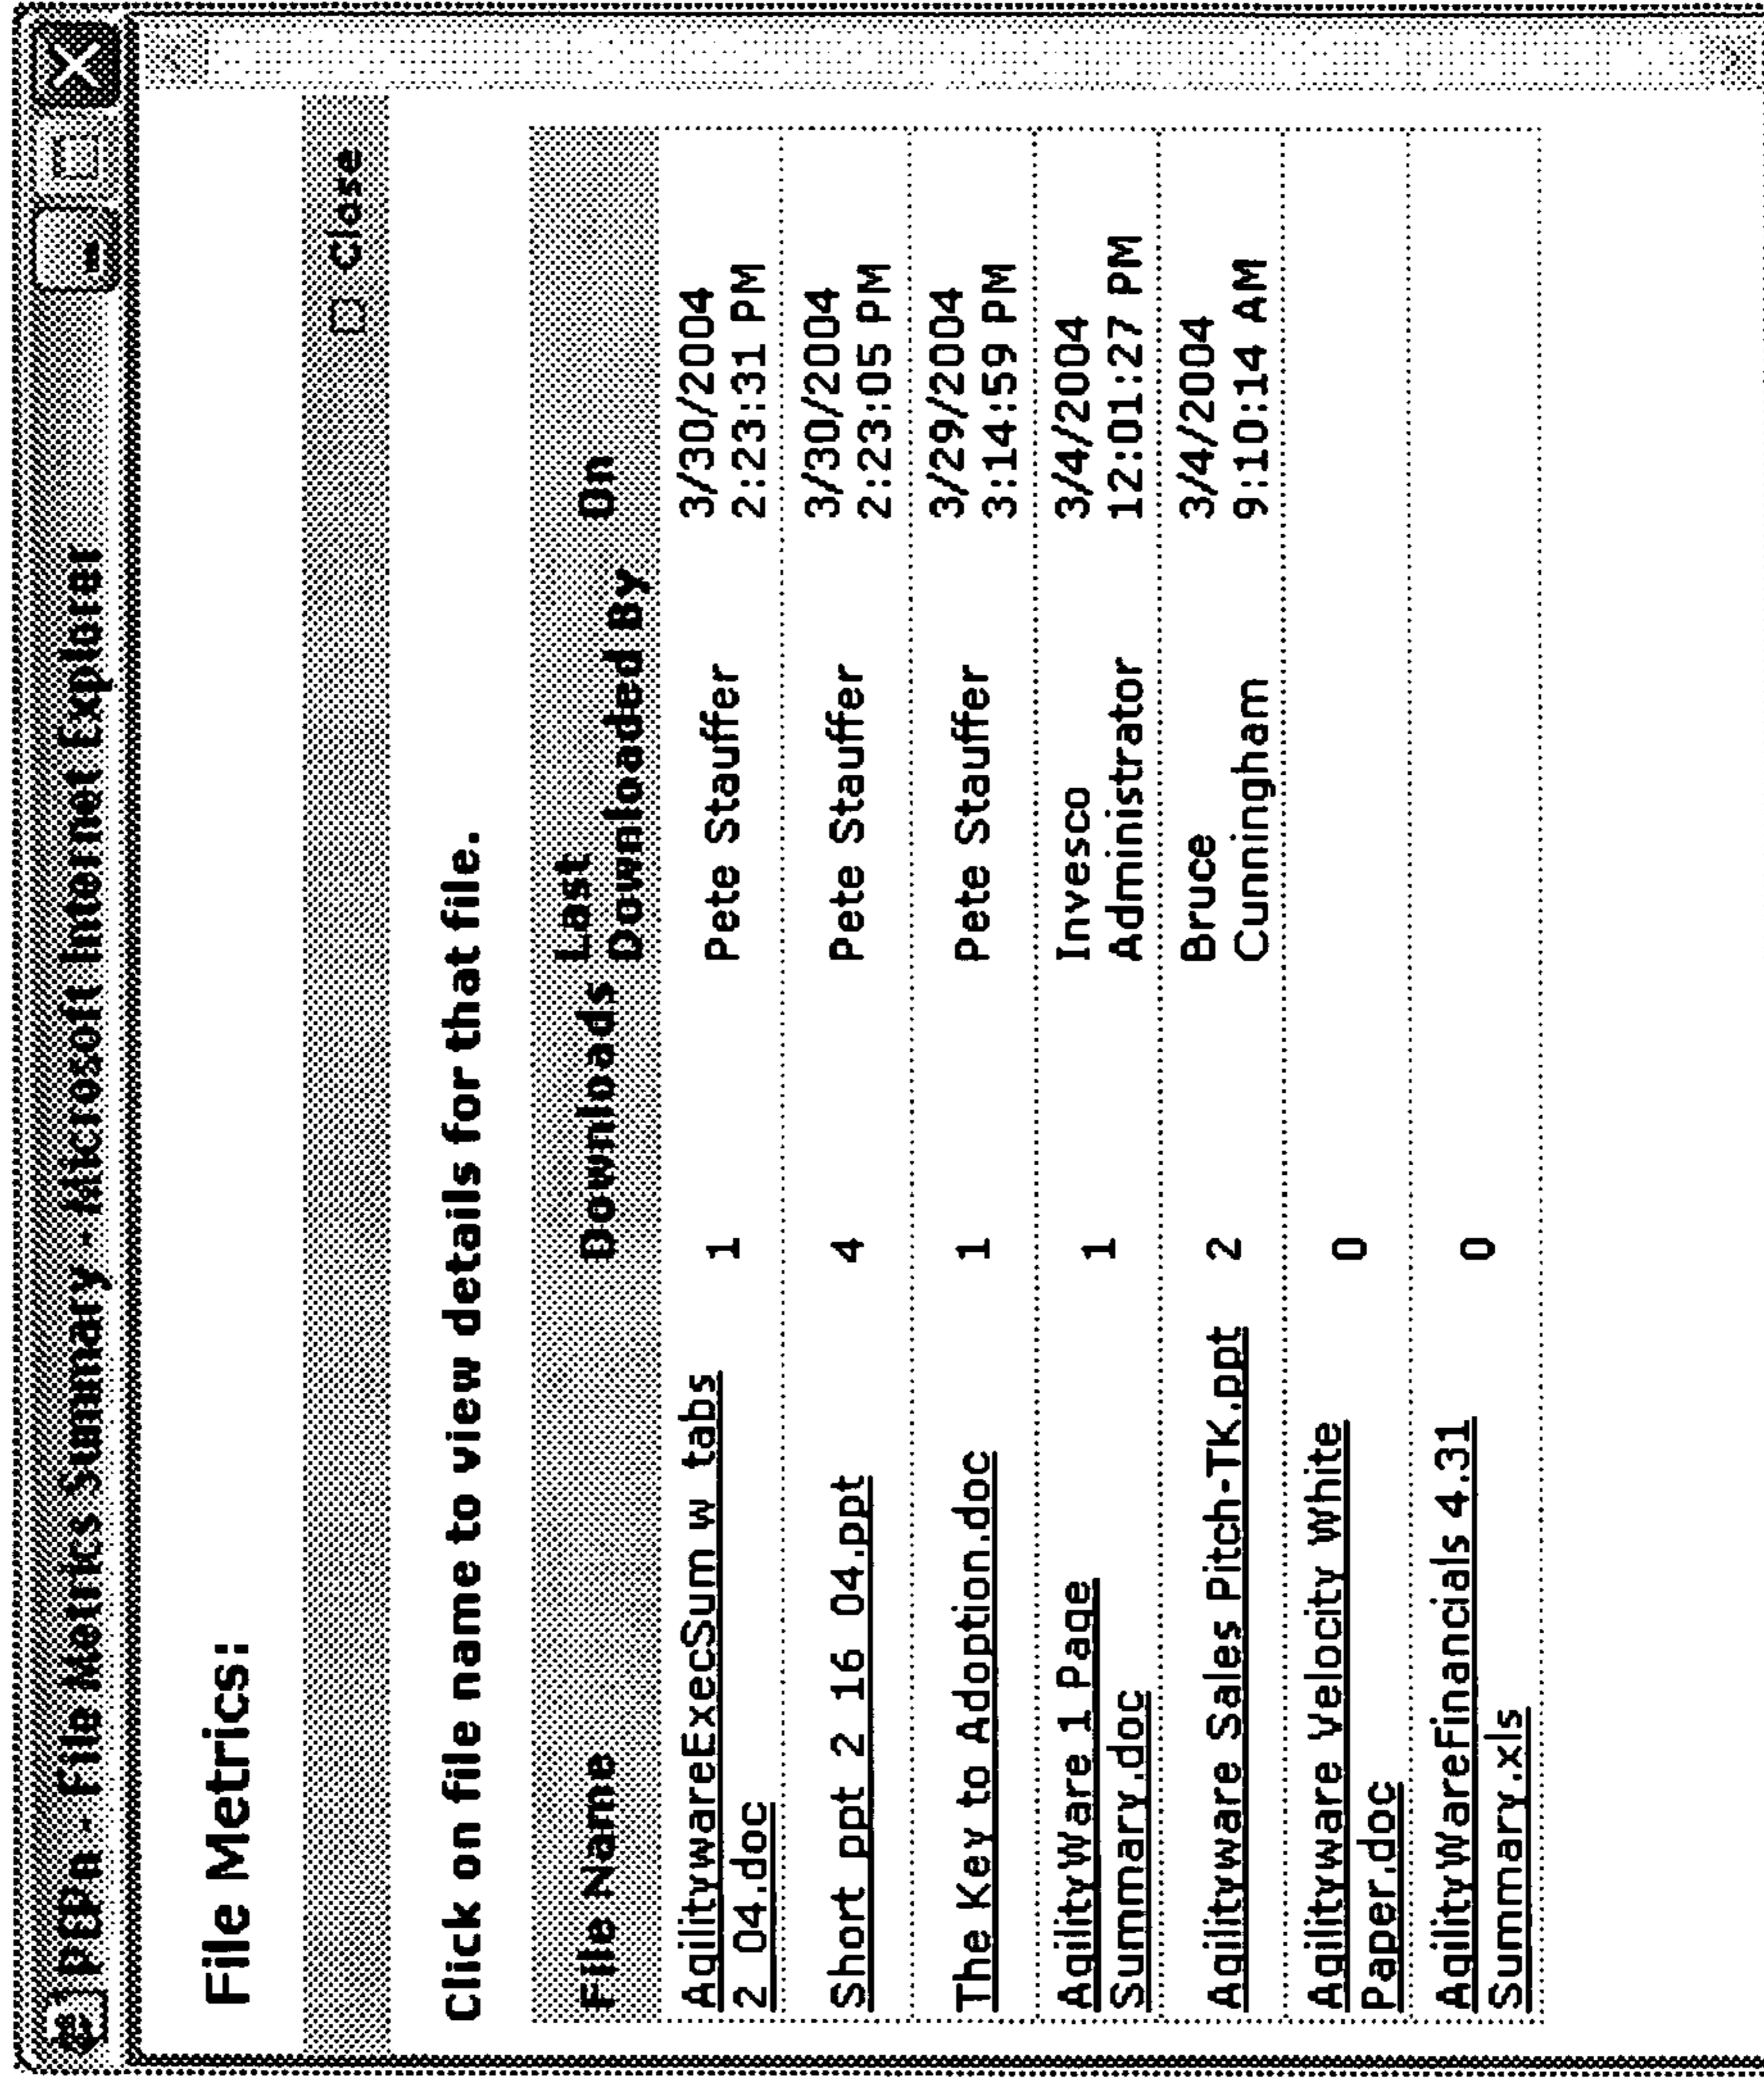 PIPn - File Metrics Summary - Microsoft Internet Explorer
File Metrics:
Close
Click on file name to view details for that file.
File Name Downloads Last Downloaded By On
AgilitywareExecSum w tabs 1 Pete Stauffer 3/30/2004
2 04.doc 2:23:31 PM
Short ppt 2 16 04.ppt 4 Pete Stauffer 3/30/2004
2:23:05 PM
The Key to Adoption.doc 1 Pete Stauffer 3/29/2004
3:14:59 PM
AgilityWare 1 Page 1 Invesco 3/4/2004
Summary.doc Administrator 12:01:27 PM
Agilityware Sales Pitch-TK.ppt 2 Bruce 3/4/2004
Cunningham 9:10:14 AM
Agilityware Velocity White 0
Paper.doc
AgilityWareFinancials 4.31 0
Summary.xls